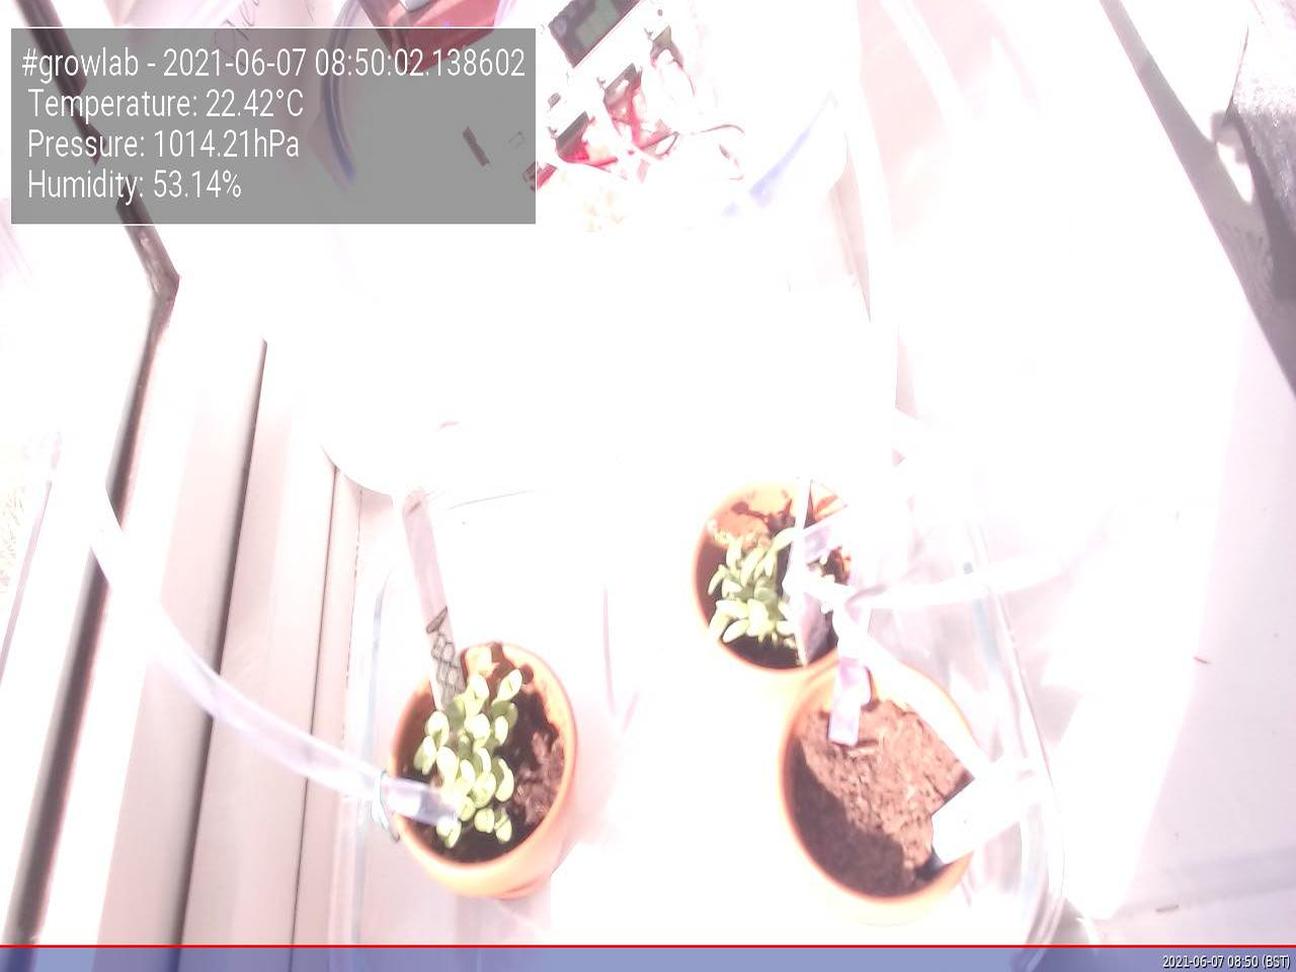 #growlab - 2021-06-07 08:50:02.138602
Temperature: 22.42°C
Pressure: 1014.21hPa
Humidity: 53.14%
2021-06-07 08:50 (BST)